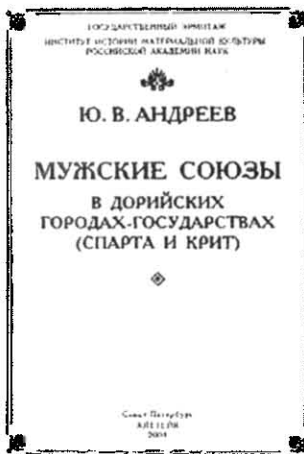 ГОСУДАРСТВЕННЫЙ ЭРМИТАЖ
ИНСТИТУТ ИСТОРИИ МАТЕРИАЛЬНОЙ КУЛЬТУРЫ
РОССИЙСКОЙ АКАДЕМИИ НАУК
Ю. В. АНДРЕЕВ
МУЖСКИЕ СОЮЗЫ
В ДОРИЙСКИХ
ГОРОДАХ-ГОСУДАРСТВАХ
(СПАРТА И КРИТ)
Санкт-Петербург
АЛЕТЕЙЯ
2004